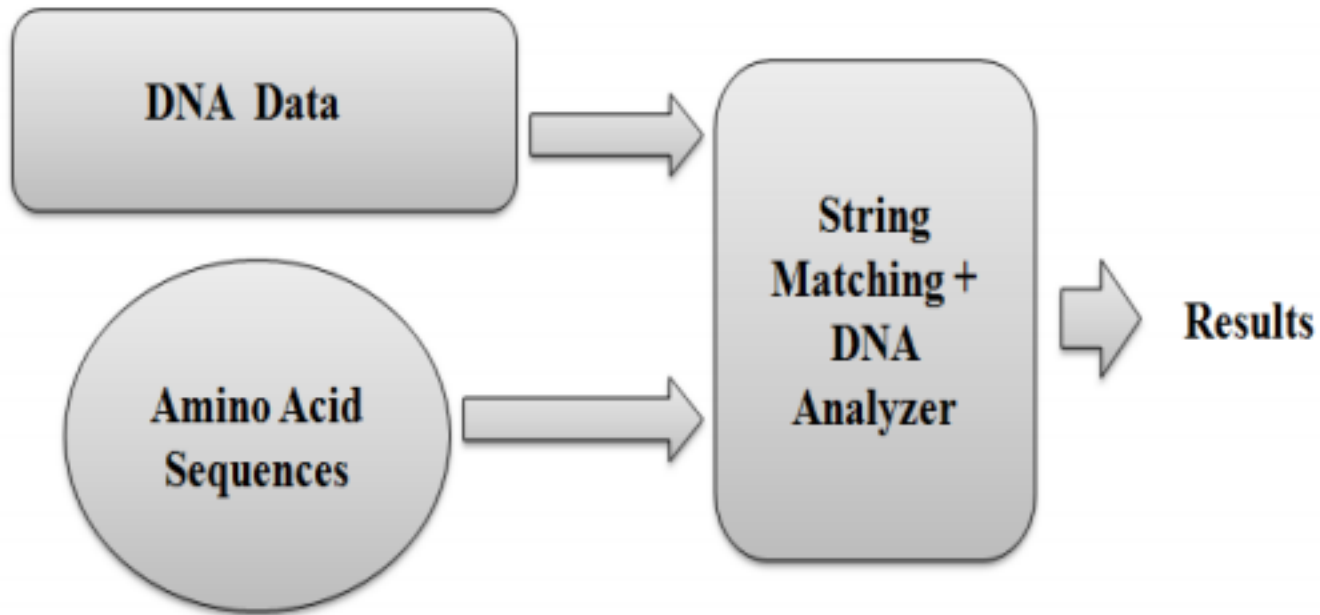 DNA Data
Amino Acid
Sequences
String
Matching +
DNA
Analyzer
Results